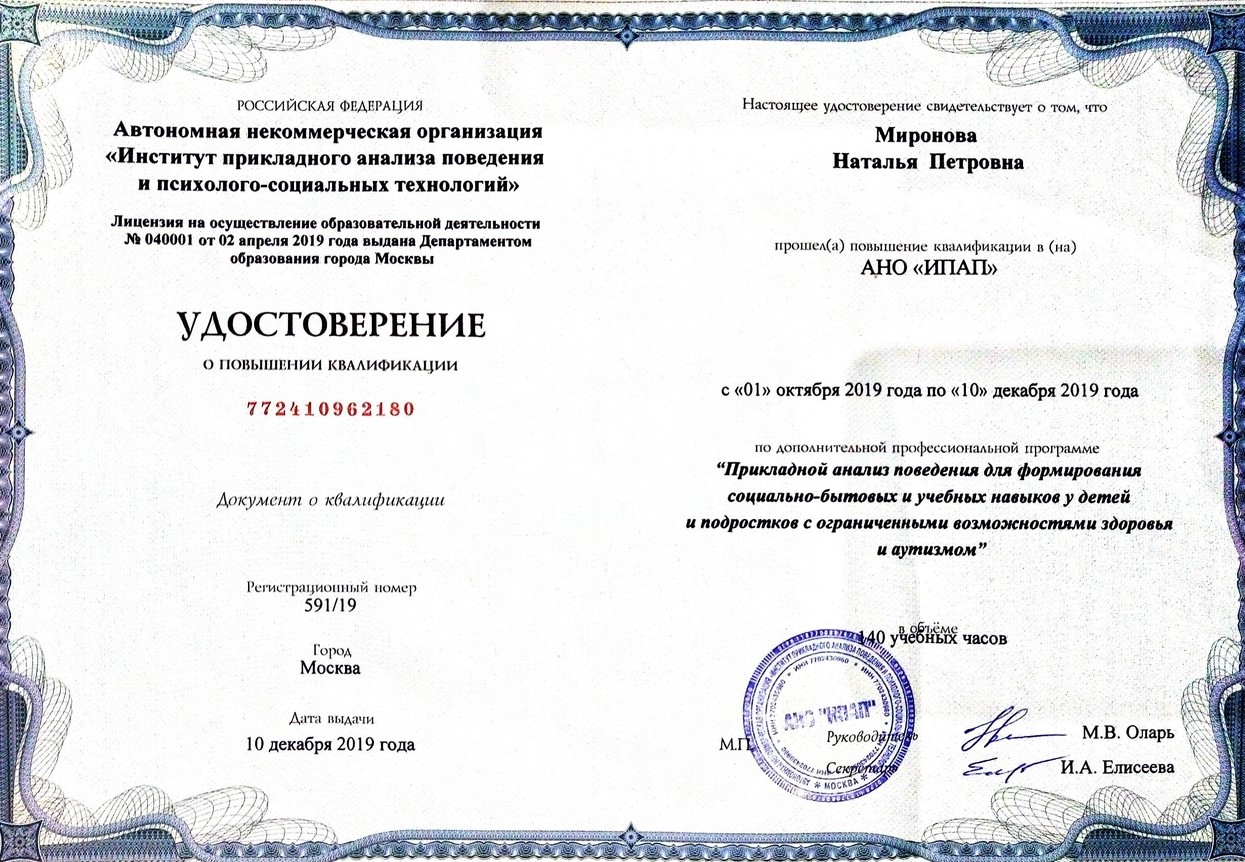 РОССИЙСКАЯ ФЕДЕРАЦИЯ
Автономная некоммерческая организация
«Институт прикладного анализа поведения
и психолого-социальных технологий»
Лицензия на осуществление образовательной деятельности
№ 040001 от 02 апреля 2019 года выдана Департаментом
образования города Москвы
УДОСТОВЕРЕНИЕ
О ПОВЫШЕНИИ КВАЛИФИКАЦИИ
772410962180
Документ о квалификации
Регистрационный номер
591/19
Город
Москва
Дата выдачи
10 декабря 2019 года
Настоящее удостоверение свидетельствует о том, что
Миронова
Наталья Петровна
прошел(а) повышение квалификации в (на)
АНО «ИПАП»
с «01» октября 2019 года по «10» декабря 2019 года
по дополнительной профессиональной программе
“Прикладной анализ поведения для формирования
социально-бытовых и учебных навыков у детей
и подростков с ограниченными возможностями здоровья
и аутизмом”
в объёме
140 учебных часов
АНО "ИПАП"
* МОСКВА *
М.П.
Руководитель
М.В. Оларь
Секретарь
И.А. Елисеева